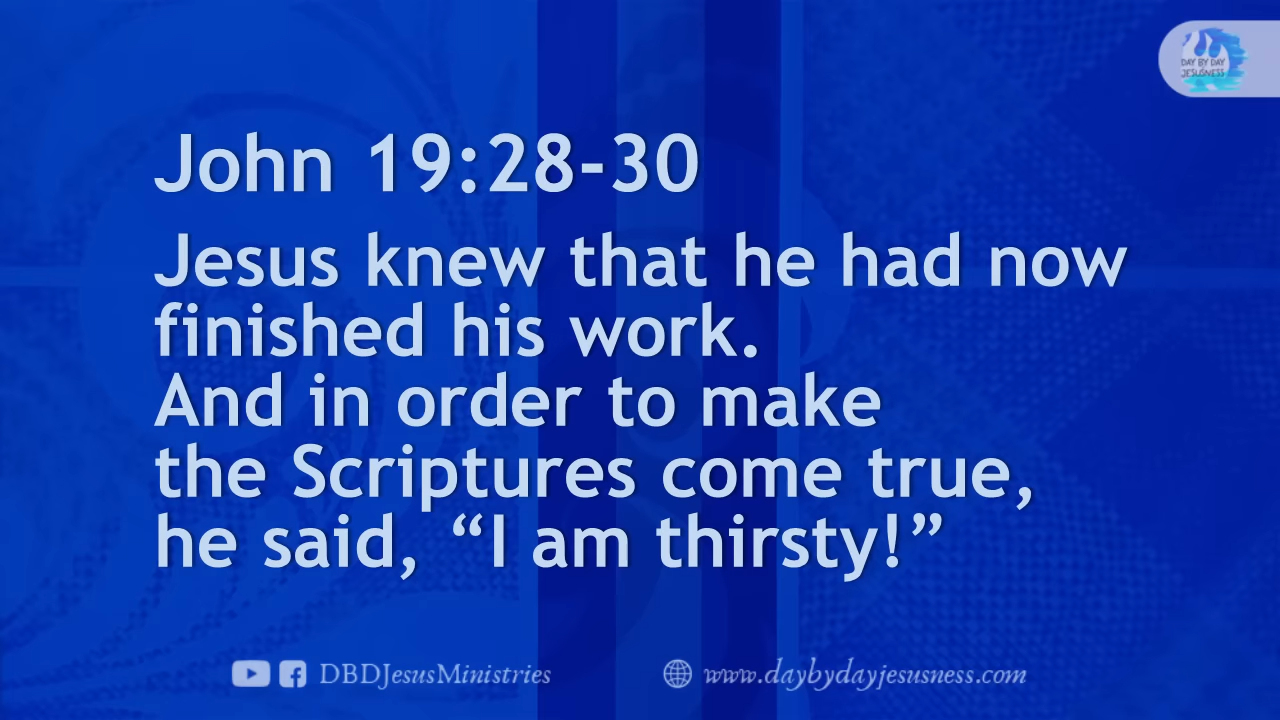 DAY BY DAY
JESUSNESS
John 19:28-30
Jesus knew that he had now
finished his work.
And in order to make
the Scriptures come true,
he said, “I am thirsty!”
DBDJesusMinistries
www.daybydayjesusness.com